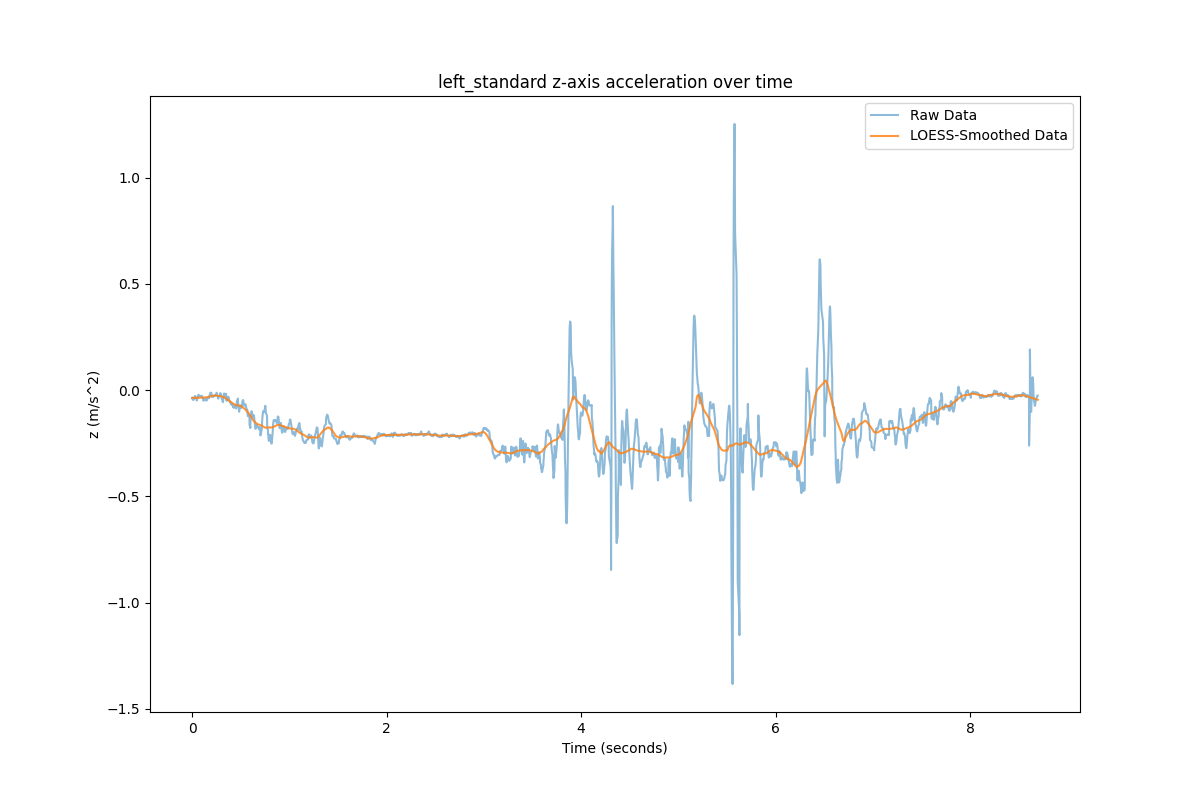 left_standard z-axis acceleration over time
Raw Data
LOESS-Smoothed Data
z (m/s^2)
1.0
0.5
0.0
−0.5
−1.0
−1.5
0 2 4 6 8
Time (seconds)